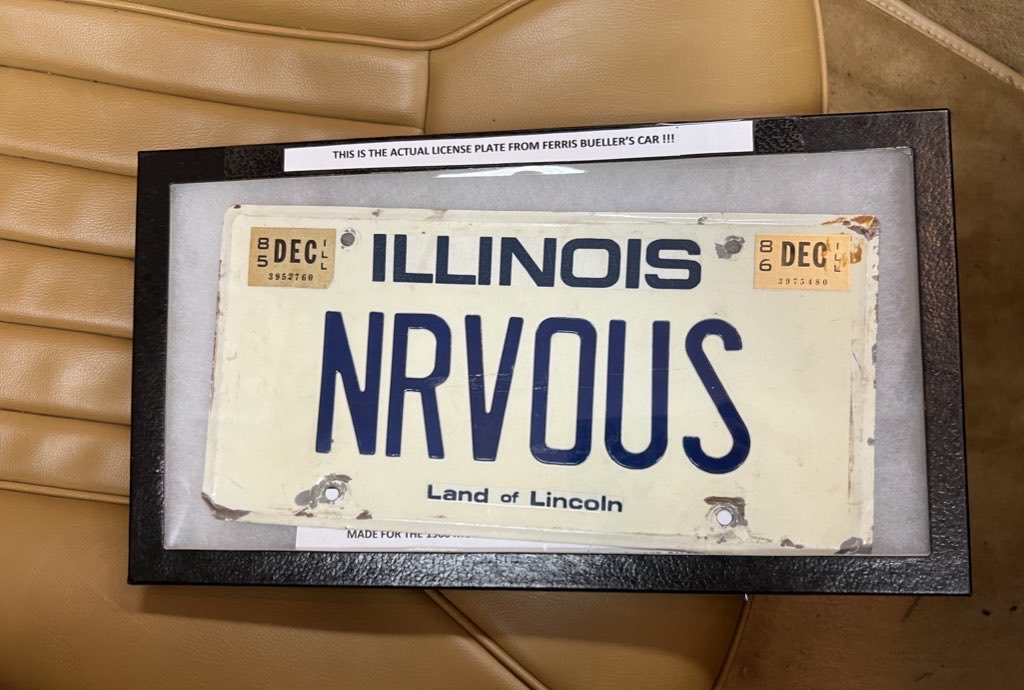 THIS IS THE ACTUAL LICENSE PLATE FROM FERRIS BUELLER'S CAR !!!
85 DEC ILL
3952760
ILLINOIS
86 DEC ILL
3975480
NRVOUS
Land of Lincoln
MADE FOR THE